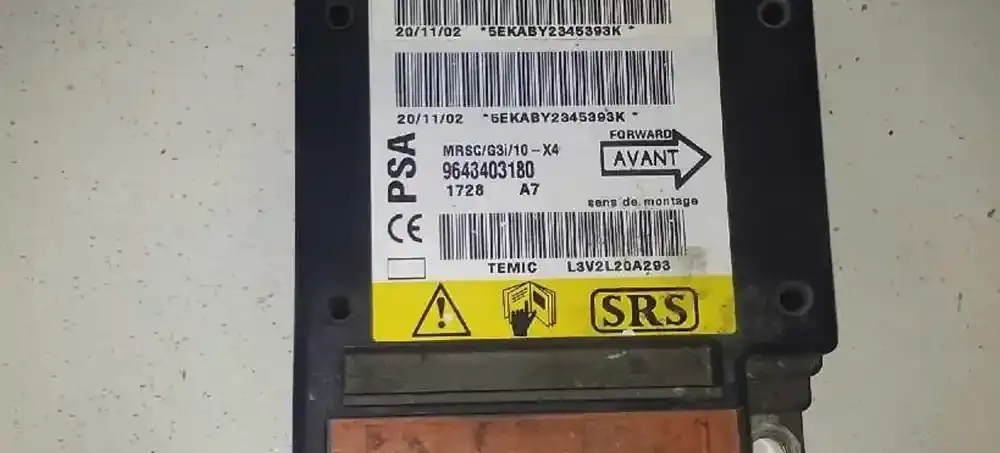 20/11/02 *5EKABY2345393K *
20/11/02 *5EKABY2345393K *
FORWARD
AVANT
PSA
MRSC/G3i/10-X4
9643403180
1728 A7
sens de montage
CE
TEMIC L3V2L20A293
SRS